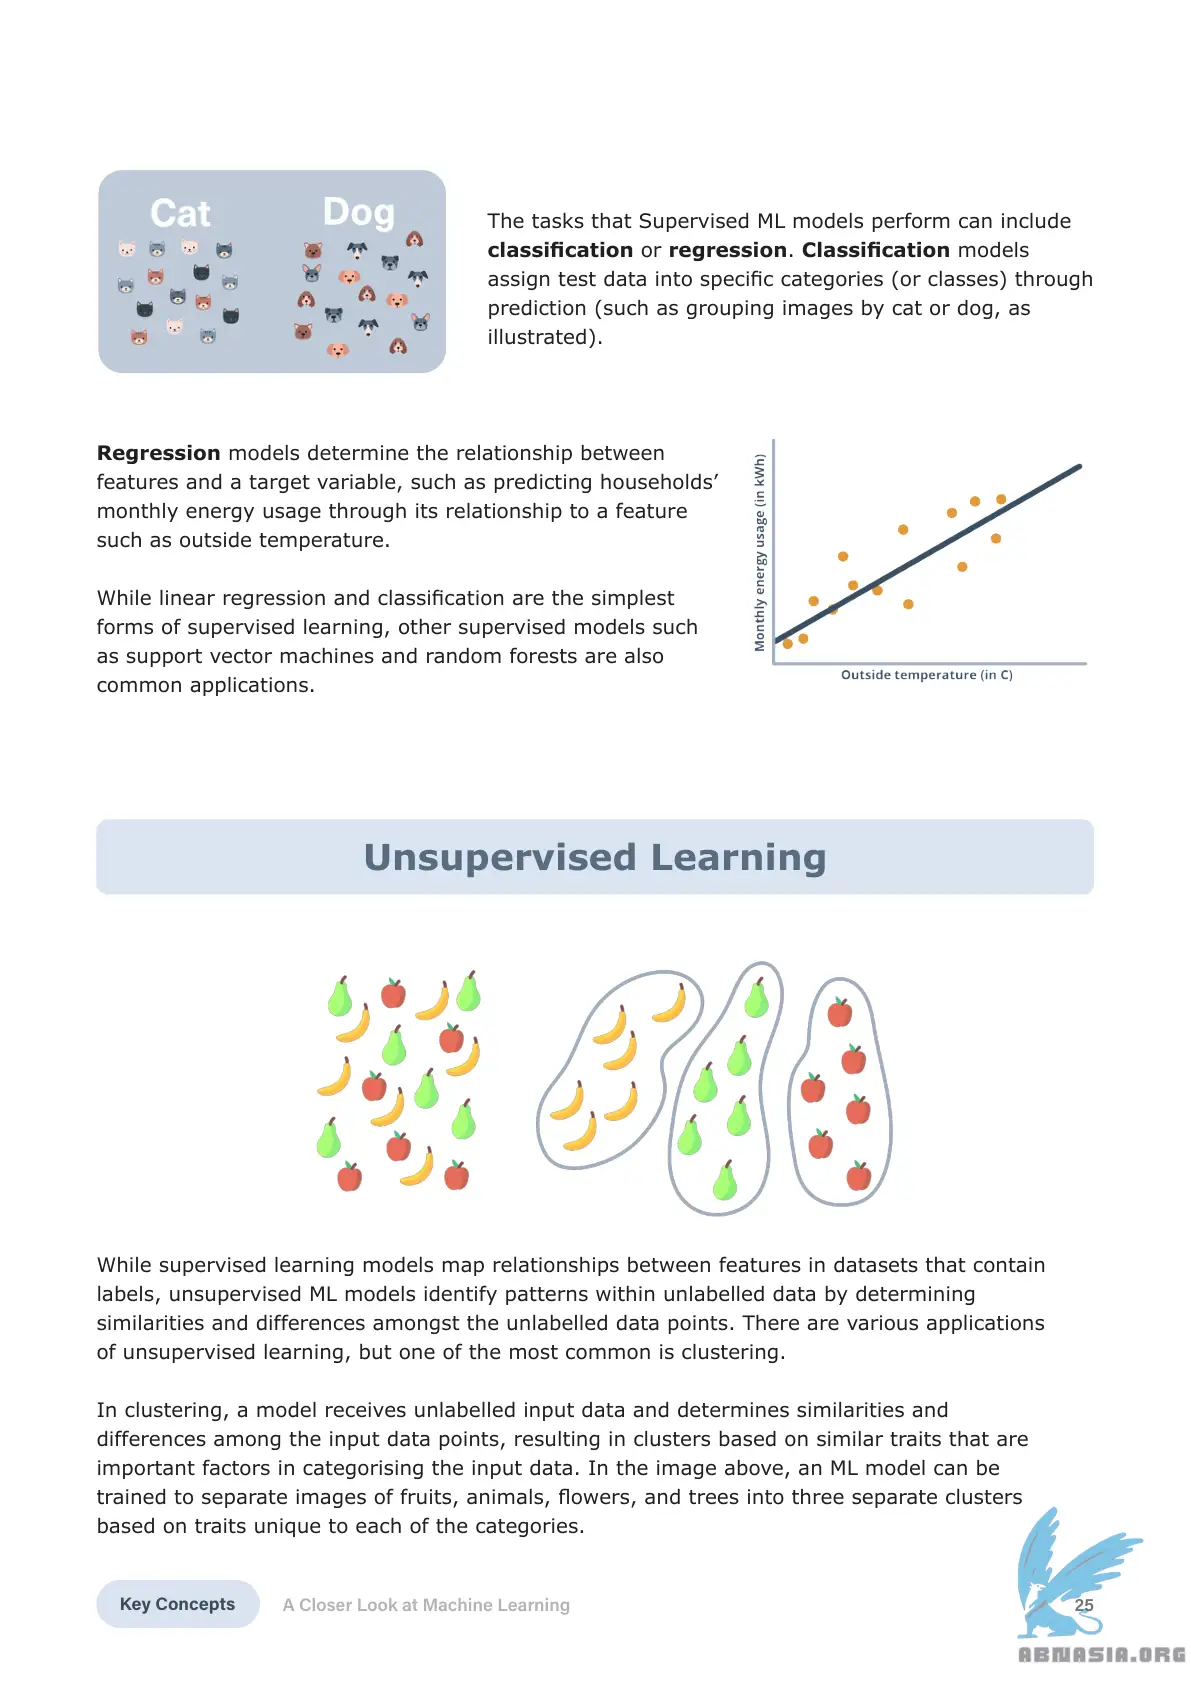 Cat
Dog
The tasks that Supervised ML models perform can include
classification or regression. Classification models
assign test data into specific categories (or classes) through
prediction (such as grouping images by cat or dog, as
illustrated).
Regression models determine the relationship between
features and a target variable, such as predicting households’
monthly energy usage through its relationship to a feature
such as outside temperature.
While linear regression and classification are the simplest
forms of supervised learning, other supervised models such
as support vector machines and random forests are also
common applications.
Monthly energy usage (in kWh)
Outside temperature (in C)
Unsupervised Learning
While supervised learning models map relationships between features in datasets that contain
labels, unsupervised ML models identify patterns within unlabelled data by determining
similarities and differences amongst the unlabelled data points. There are various applications
of unsupervised learning, but one of the most common is clustering.
In clustering, a model receives unlabelled input data and determines similarities and
differences among the input data points, resulting in clusters based on similar traits that are
important factors in categorising the input data. In the image above, an ML model can be
trained to separate images of fruits, animals, flowers, and trees into three separate clusters
based on traits unique to each of the categories.
Key Concepts
A Closer Look at Machine Learning
25
ABNASIA.ORG